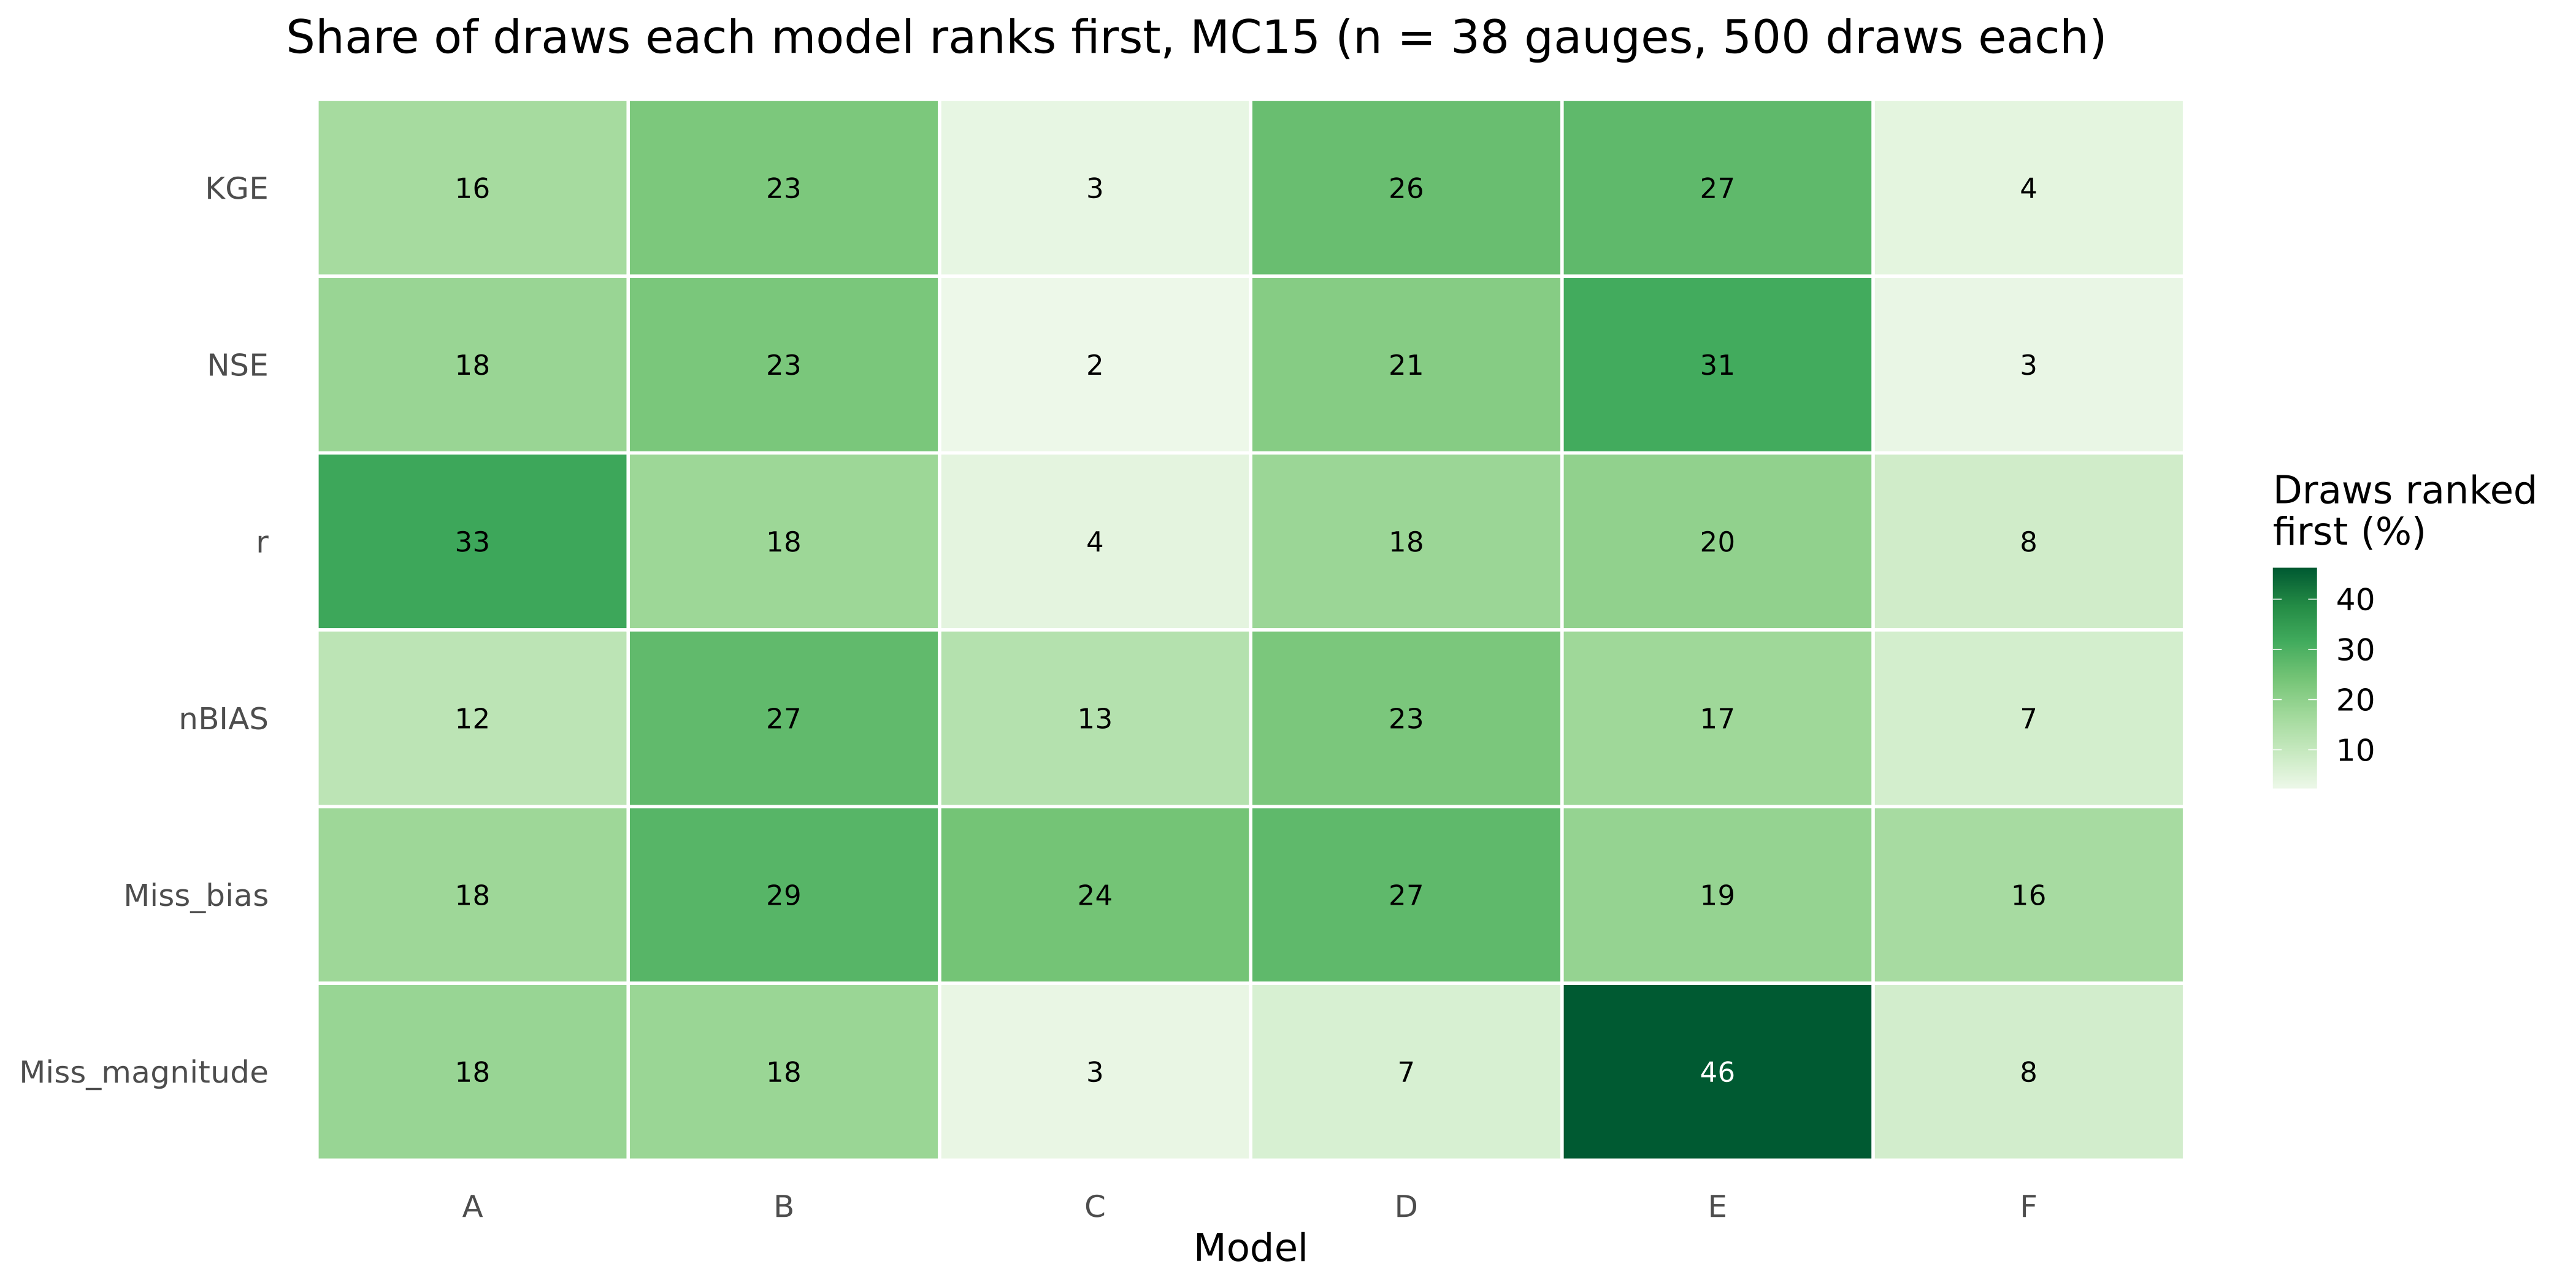 Share of draws each model ranks first, MC15 (n = 38 gauges, 500 draws each)
KGE 16 23 3 26 27 4
NSE 18 23 2 21 31 3
r 33 18 4 18 20 8
nBIAS 12 27 13 23 17 7
Miss_bias 18 29 24 27 19 16
Miss_magnitude 18 18 3 7 46 8
A B C D E F
Model
Draws ranked
first (%)
40
30
20
10